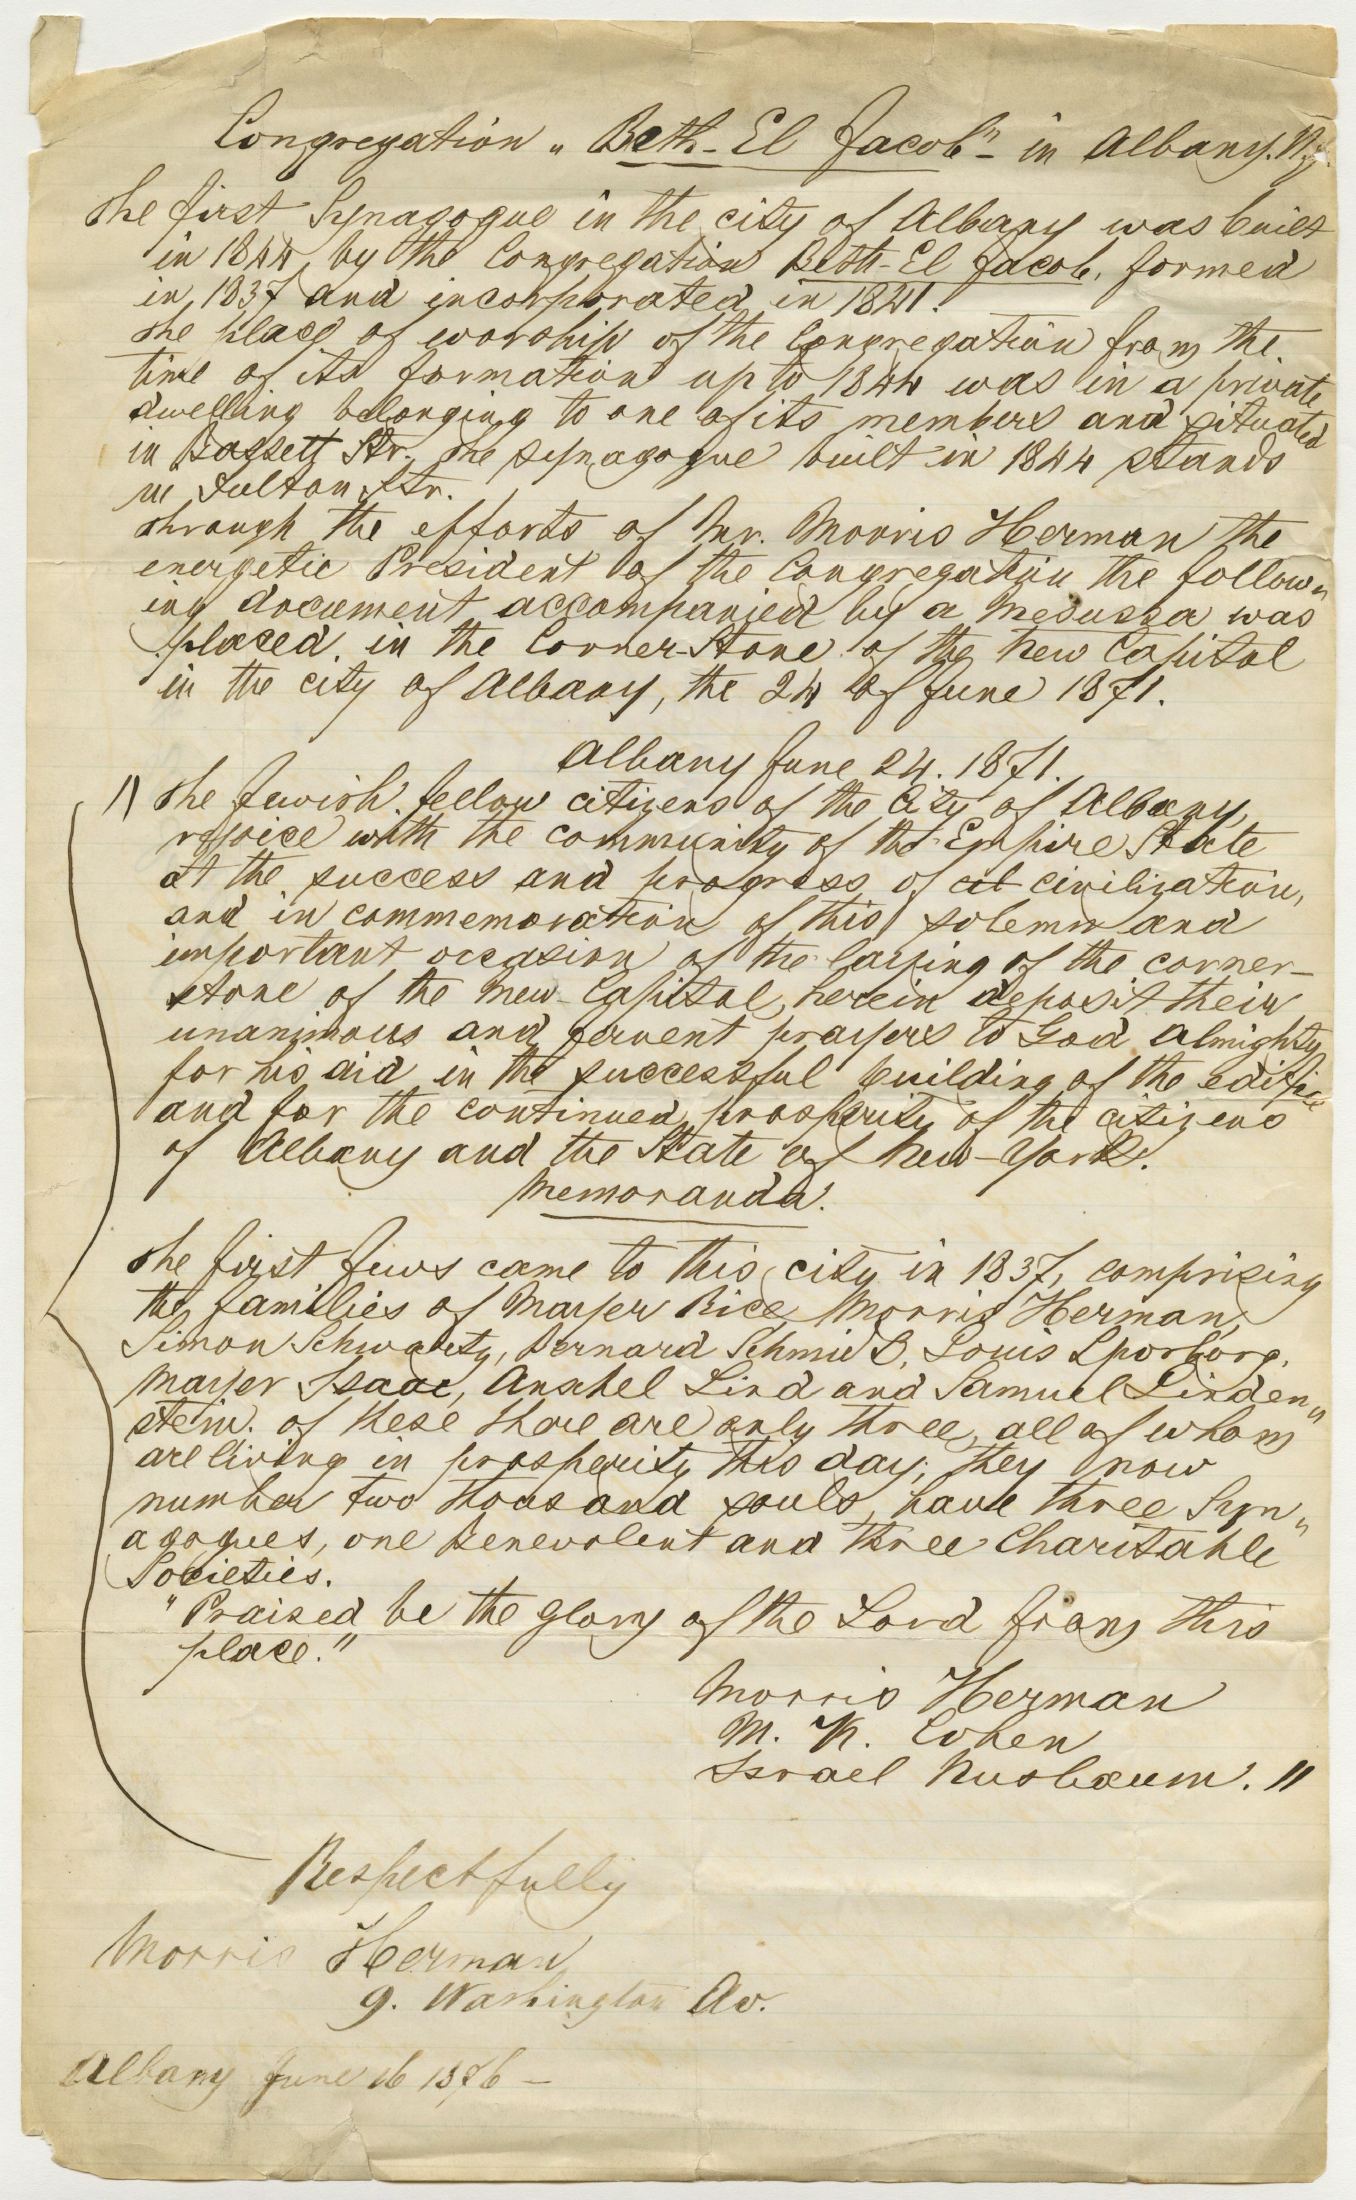 Congregation „Beth-El Jacob"- in Albany. N.Y.
The first Synagogue in the city of Albany was built
in 1844, by the Congregation Beth-El Jacob, formed
in 1837 and incorporated in 1841.
The place of worship of the Congregation from the
time of its formation up to 1844 was in a private
dwelling belonging to one of its members and situated
in Bassett Str. The Synagogue built in 1844 stands
in Fulton Str.
Through the efforts of Mr. Morris Herman the
energetic President of the Congregation the follow„
ing document accompanied by a Mesussa was
placed in the Corner-Stone of the New Capitol
in the city of Albany, the 24 of June 1871.
Albany June 24. 1871.
") The Jewish fellow citizens of the City of Albany,
rejoice with the community of the Empire State
at the success and progress of civilization,
and in commemoration of this solemn and
important occasion of the laying of the corner-
stone of the New-Capitol, herein deposit their
unanimous and fervent prayers to God Almighty
for his aid in the successful building of the edifice
and for the continued prosperity of the citizens
of Albany and the State of New-York.
Memoranda.
The first Jews came to this city in 1837, comprising
the families of Mayer Rice, Morris Herman,
Simon Schwartz, Bernard Schmidt, Louis Sporborg,
Mayer Isaac, Anschel Lind and Samuel Linden„
stein. of these there are only three, all of whom
are living in prosperity this day; they now
number two thousand souls, have three Syn„
agogues, one Benevolent and three Charitable
Societies.
"Praised be the glory of the Lord from this
place."
Morris Herman
M. K. Cohen
Israel Nusbaum. "
Respectfully
Morris Herman
9. Washington Av.
Albany June 16 1876 -